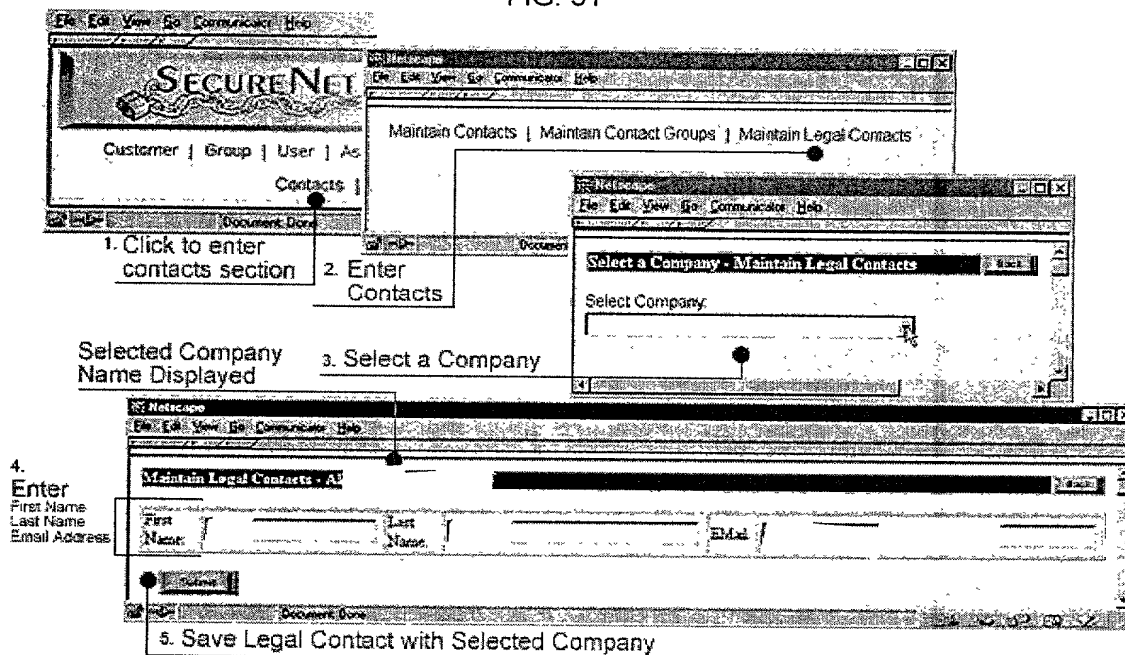 FIG. 31
File Edit View Go Communicator Help
SECURENET
Customer | Group | User | As
Contacts |
Document: Done
1. Click to enter
contacts section
Netscape
File Edit View Go Communicator Help
Maintain Contacts | Maintain Contact Groups | Maintain Legal Contacts
Document
2. Enter
Contacts
Netscape
File Edit View Go Communicator Help
Select a Company - Maintain Legal Contacts
Back
Select Company:
3. Select a Company
Selected Company
Name Displayed
Netscape
File Edit View Go Communicator Help
Maintain Legal Contacts - A
Back
4.
Enter
First Name
Last Name
Email Address
First
Name:
Last
Name:
EMail:
Submit
Document: Done
5. Save Legal Contact with Selected Company